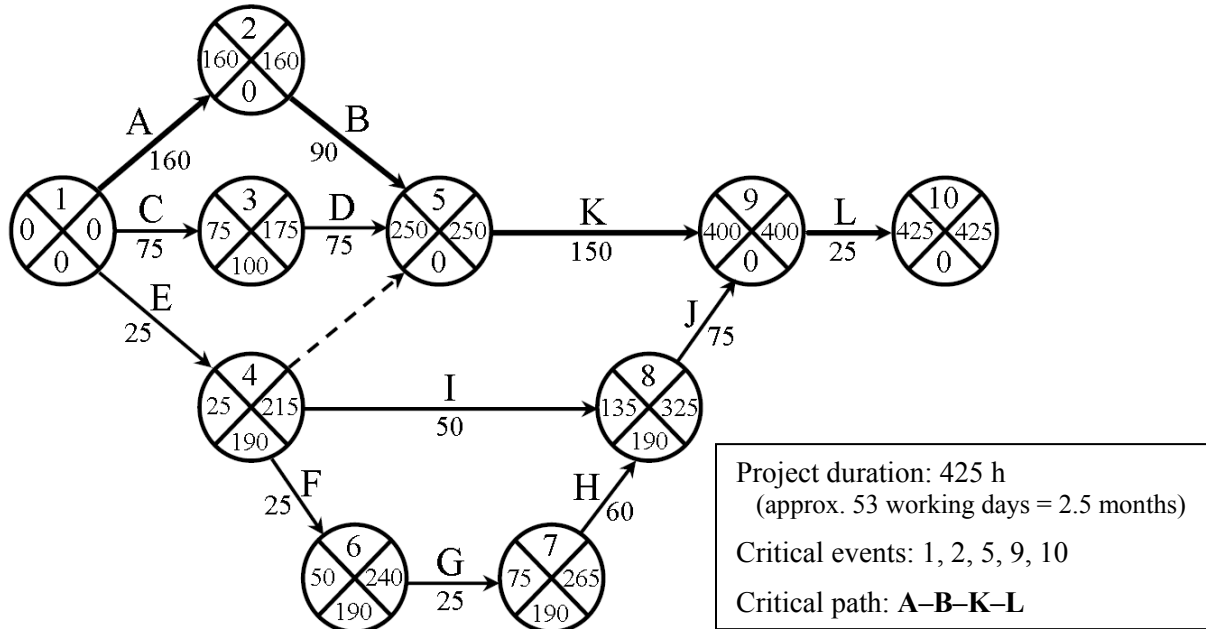 2
160 160
0
A
160
B
90
1
0 0
0
C
75
3
75 175
100
D
75
5
250 250
0
K
150
9
400 400
0
L
25
10
425 425
0
E
25
4
25 215
190
I
50
8
135 325
190
J
75
F
25
6
50 240
190
G
25
7
75 265
190
H
60
Project duration: 425 h
(approx. 53 working days = 2.5 months)
Critical events: 1, 2, 5, 9, 10
Critical path: A–B–K–L